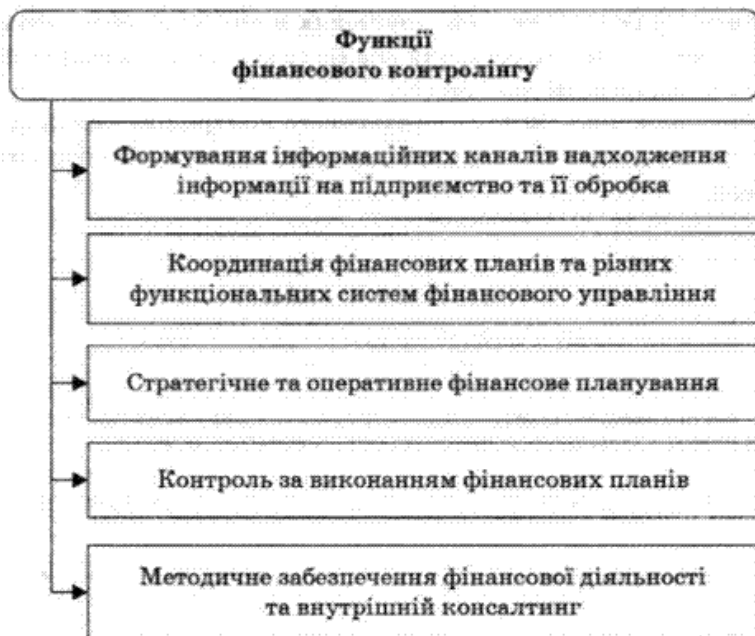 Функції
фінансового контролінгу
Формування інформаційних каналів надходження
інформації на підприємство та її обробка
Координація фінансових планів та різних
функціональних систем фінансового управління
Стратегічне та оперативне фінансове планування
Контроль за виконанням фінансових планів
Методичне забезпечення фінансової діяльності
та внутрішній консалтинг